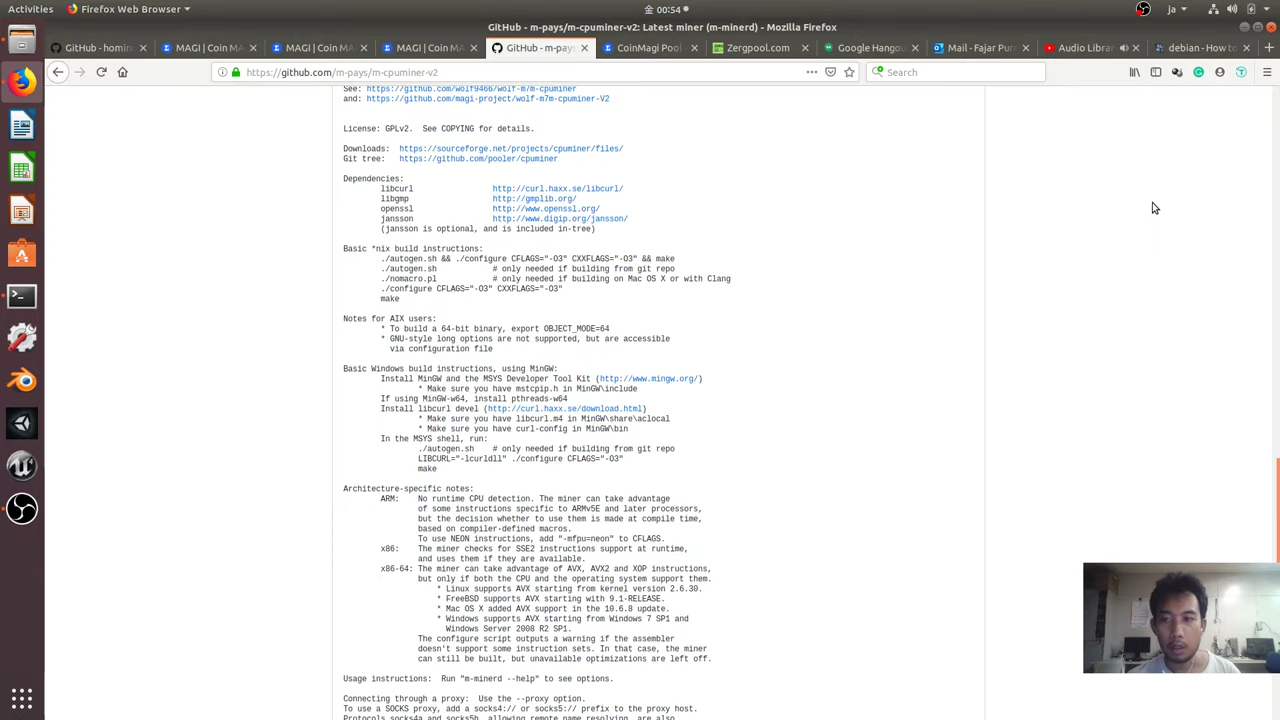 Activities Firefox Web Browser 金 00:54 ja
GitHub - m-pays/m-cpuminer-v2: Latest miner (m-minerd) - Mozilla Firefox
GitHub - homin
MAGI | Coin MA
MAGI | Coin MA
MAGI | Coin MA
GitHub - m-pays
CoinMagi Pool
Zergpool.com
Google Hangou
Mail - Fajar Purn
Audio Librar
debian - How to
https://github.com/m-pays/m-cpuminer-v2
Search
See: https://github.com/wolf9466/wolf-m7m-cpuminer
and: https://github.com/magi-project/wolf-m7m-cpuminer-V2
License: GPLv2. See COPYING for details.
Downloads: https://sourceforge.net/projects/cpuminer/files/
Git tree: https://github.com/pooler/cpuminer
Dependencies:
libcurl http://curl.haxx.se/libcurl/
libgmp http://gmplib.org/
openssl http://www.openssl.org/
jansson http://www.digip.org/jansson/
(jansson is optional, and is included in-tree)
Basic *nix build instructions:
./autogen.sh && ./configure CFLAGS="-O3" CXXFLAGS="-O3" && make
./autogen.sh # only needed if building from git repo
./nomacro.pl # only needed if building on Mac OS X or with Clang
./configure CFLAGS="-O3" CXXFLAGS="-O3"
make
Notes for AIX users:
* To build a 64-bit binary, export OBJECT_MODE=64
* GNU-style long options are not supported, but are accessible
via configuration file
Basic Windows build instructions, using MinGW:
Install MinGW and the MSYS Developer Tool Kit (http://www.mingw.org/)
* Make sure you have mstcpip.h in MinGW\include
If using MinGW-w64, install pthreads-w64
Install libcurl devel (http://curl.haxx.se/download.html)
* Make sure you have libcurl.m4 in MinGW\share\aclocal
* Make sure you have curl-config in MinGW\bin
In the MSYS shell, run:
./autogen.sh # only needed if building from git repo
LIBCURL="-lcurldll" ./configure CFLAGS="-O3"
make
Architecture-specific notes:
ARM: No runtime CPU detection. The miner can take advantage
of some instructions specific to ARMv5E and later processors,
but the decision whether to use them is made at compile time,
based on compiler-defined macros.
To use NEON instructions, add "-mfpu=neon" to CFLAGS.
x86: The miner checks for SSE2 instructions support at runtime,
and uses them if they are available.
x86-64: The miner can take advantage of AVX, AVX2 and XOP instructions,
but only if both the CPU and the operating system support them.
* Linux supports AVX starting from kernel version 2.6.30.
* FreeBSD supports AVX starting with 9.1-RELEASE.
* Mac OS X added AVX support in the 10.6.8 update.
* Windows supports AVX starting from Windows 7 SP1 and
Windows Server 2008 R2 SP1.
The configure script outputs a warning if the assembler
doesn't support some instruction sets. In that case, the miner
can still be built, but unavailable optimizations are left off.
Usage instructions: Run "m-minerd --help" to see options.
Connecting through a proxy: Use the --proxy option.
To use a SOCKS proxy, add a socks4:// or socks5:// prefix to the proxy host.
Protocols socks4a and socks5h, allowing remote name resolving, are also